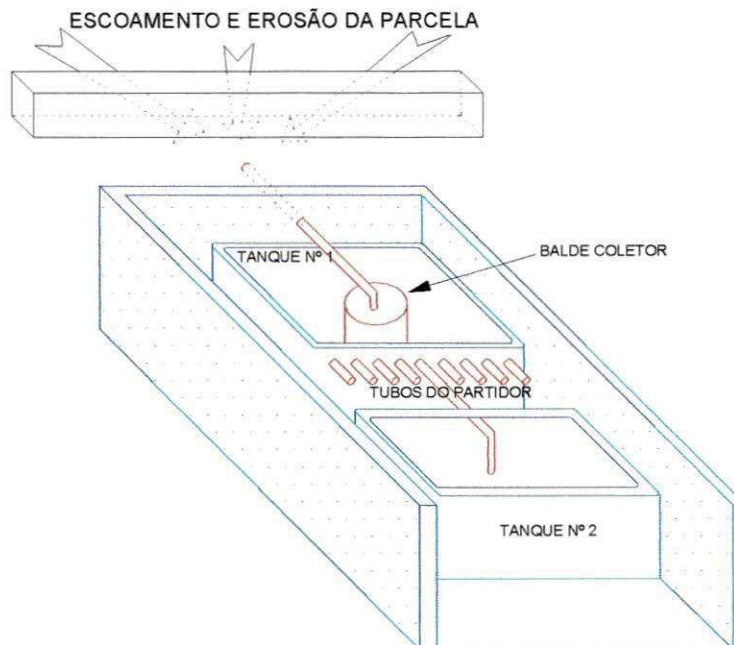 ESCOAMENTO E EROSÃO DA PARCELA
TANQUE Nº 1
BALDE COLETOR
TUBOS DO PARTIDOR
TANQUE Nº 2